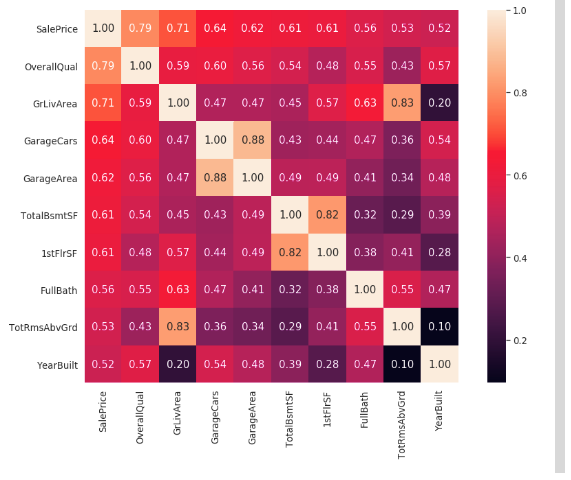 SalePrice 1.00 0.79 0.71 0.64 0.62 0.61 0.61 0.56 0.53 0.52
OverallQual 0.79 1.00 0.59 0.60 0.56 0.54 0.48 0.55 0.43 0.57
GrLivArea 0.71 0.59 1.00 0.47 0.47 0.45 0.57 0.63 0.83 0.20
GarageCars 0.64 0.60 0.47 1.00 0.88 0.43 0.44 0.47 0.36 0.54
GarageArea 0.62 0.56 0.47 0.88 1.00 0.49 0.49 0.41 0.34 0.48
TotalBsmtSF 0.61 0.54 0.45 0.43 0.49 1.00 0.82 0.32 0.29 0.39
1stFlrSF 0.61 0.48 0.57 0.44 0.49 0.82 1.00 0.38 0.41 0.28
FullBath 0.56 0.55 0.63 0.47 0.41 0.32 0.38 1.00 0.55 0.47
TotRmsAbvGrd 0.53 0.43 0.83 0.36 0.34 0.29 0.41 0.55 1.00 0.10
YearBuilt 0.52 0.57 0.20 0.54 0.48 0.39 0.28 0.47 0.10 1.00
SalePrice
OverallQual
GrLivArea
GarageCars
GarageArea
TotalBsmtSF
1stFlrSF
FullBath
TotRmsAbvGrd
YearBuilt
1.0
0.8
0.6
0.4
0.2